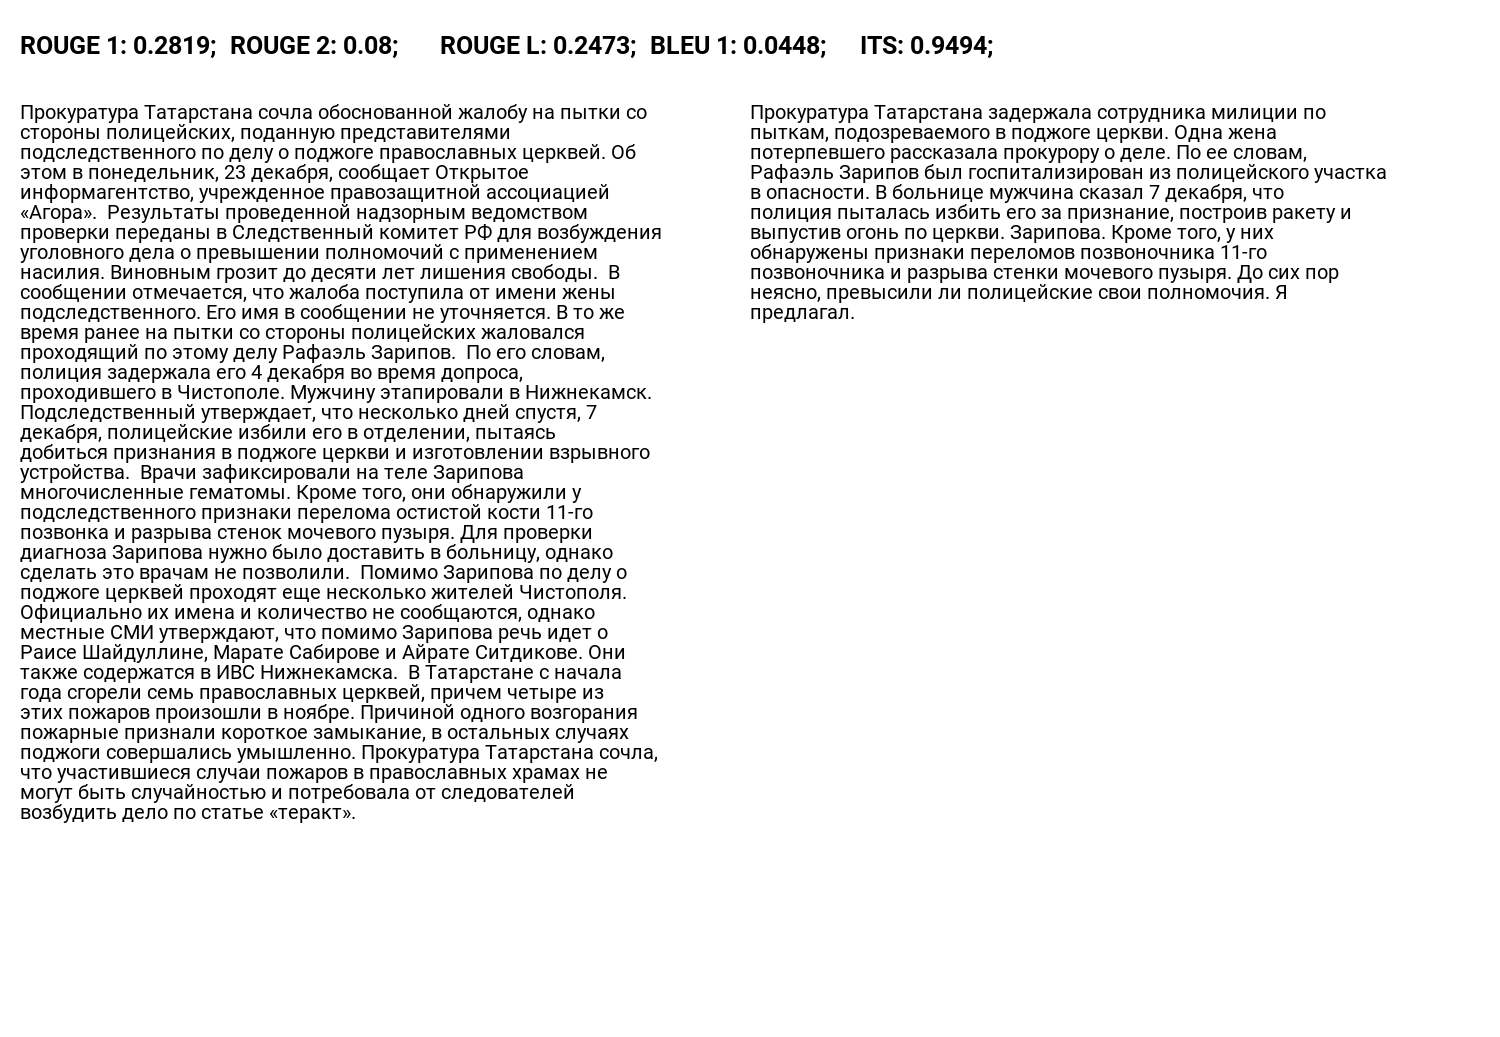 ROUGE 1: 0.2819; ROUGE 2: 0.08; ROUGE L: 0.2473; BLEU 1: 0.0448; ITS: 0.9494;
Прокуратура Татарстана сочла обоснованной жалобу на пытки со
стороны полицейских, поданную представителями
подследственного по делу о поджоге православных церквей. Об
этом в понедельник, 23 декабря, сообщает Открытое
информагентство, учрежденное правозащитной ассоциацией
«Агора».  Результаты проведенной надзорным ведомством
проверки переданы в Следственный комитет РФ для возбуждения
уголовного дела о превышении полномочий с применением
насилия. Виновным грозит до десяти лет лишения свободы.  В
сообщении отмечается, что жалоба поступила от имени жены
подследственного. Его имя в сообщении не уточняется. В то же
время ранее на пытки со стороны полицейских жаловался
проходящий по этому делу Рафаэль Зарипов.  По его словам,
полиция задержала его 4 декабря во время допроса,
проходившего в Чистополе. Мужчину этапировали в Нижнекамск.
Подследственный утверждает, что несколько дней спустя, 7
декабря, полицейские избили его в отделении, пытаясь
добиться признания в поджоге церкви и изготовлении взрывного
устройства.  Врачи зафиксировали на теле Зарипова
многочисленные гематомы. Кроме того, они обнаружили у
подследственного признаки перелома остистой кости 11-го
позвонка и разрыва стенок мочевого пузыря. Для проверки
диагноза Зарипова нужно было доставить в больницу, однако
сделать это врачам не позволили.  Помимо Зарипова по делу о
поджоге церквей проходят еще несколько жителей Чистополя.
Официально их имена и количество не сообщаются, однако
местные СМИ утверждают, что помимо Зарипова речь идет о
Раисе Шайдуллине, Марате Сабирове и Айрате Ситдикове. Они
также содержатся в ИВС Нижнекамска.  В Татарстане с начала
года сгорели семь православных церквей, причем четыре из
этих пожаров произошли в ноябре. Причиной одного возгорания
пожарные признали короткое замыкание, в остальных случаях
поджоги совершались умышленно. Прокуратура Татарстана сочла,
что участившиеся случаи пожаров в православных храмах не
могут быть случайностью и потребовала от следователей
возбудить дело по статье «теракт».
Прокуратура Татарстана задержала сотрудника милиции по
пыткам, подозреваемого в поджоге церкви. Одна жена
потерпевшего рассказала прокурору о деле. По ее словам,
Рафаэль Зарипов был госпитализирован из полицейского участка
в опасности. В больнице мужчина сказал 7 декабря, что
полиция пыталась избить его за признание, построив ракету и
выпустив огонь по церкви. Зарипова. Кроме того, у них
обнаружены признаки переломов позвоночника 11-го
позвоночника и разрыва стенки мочевого пузыря. До сих пор
неясно, превысили ли полицейские свои полномочия. Я
предлагал.